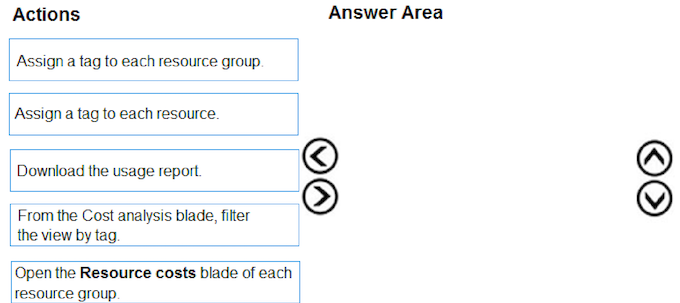 Actions
Answer Area
Assign a tag to each resource group.
Assign a tag to each resource.
Download the usage report.
From the Cost analysis blade, filter
the view by tag.
Open the Resource costs blade of each
resource group.